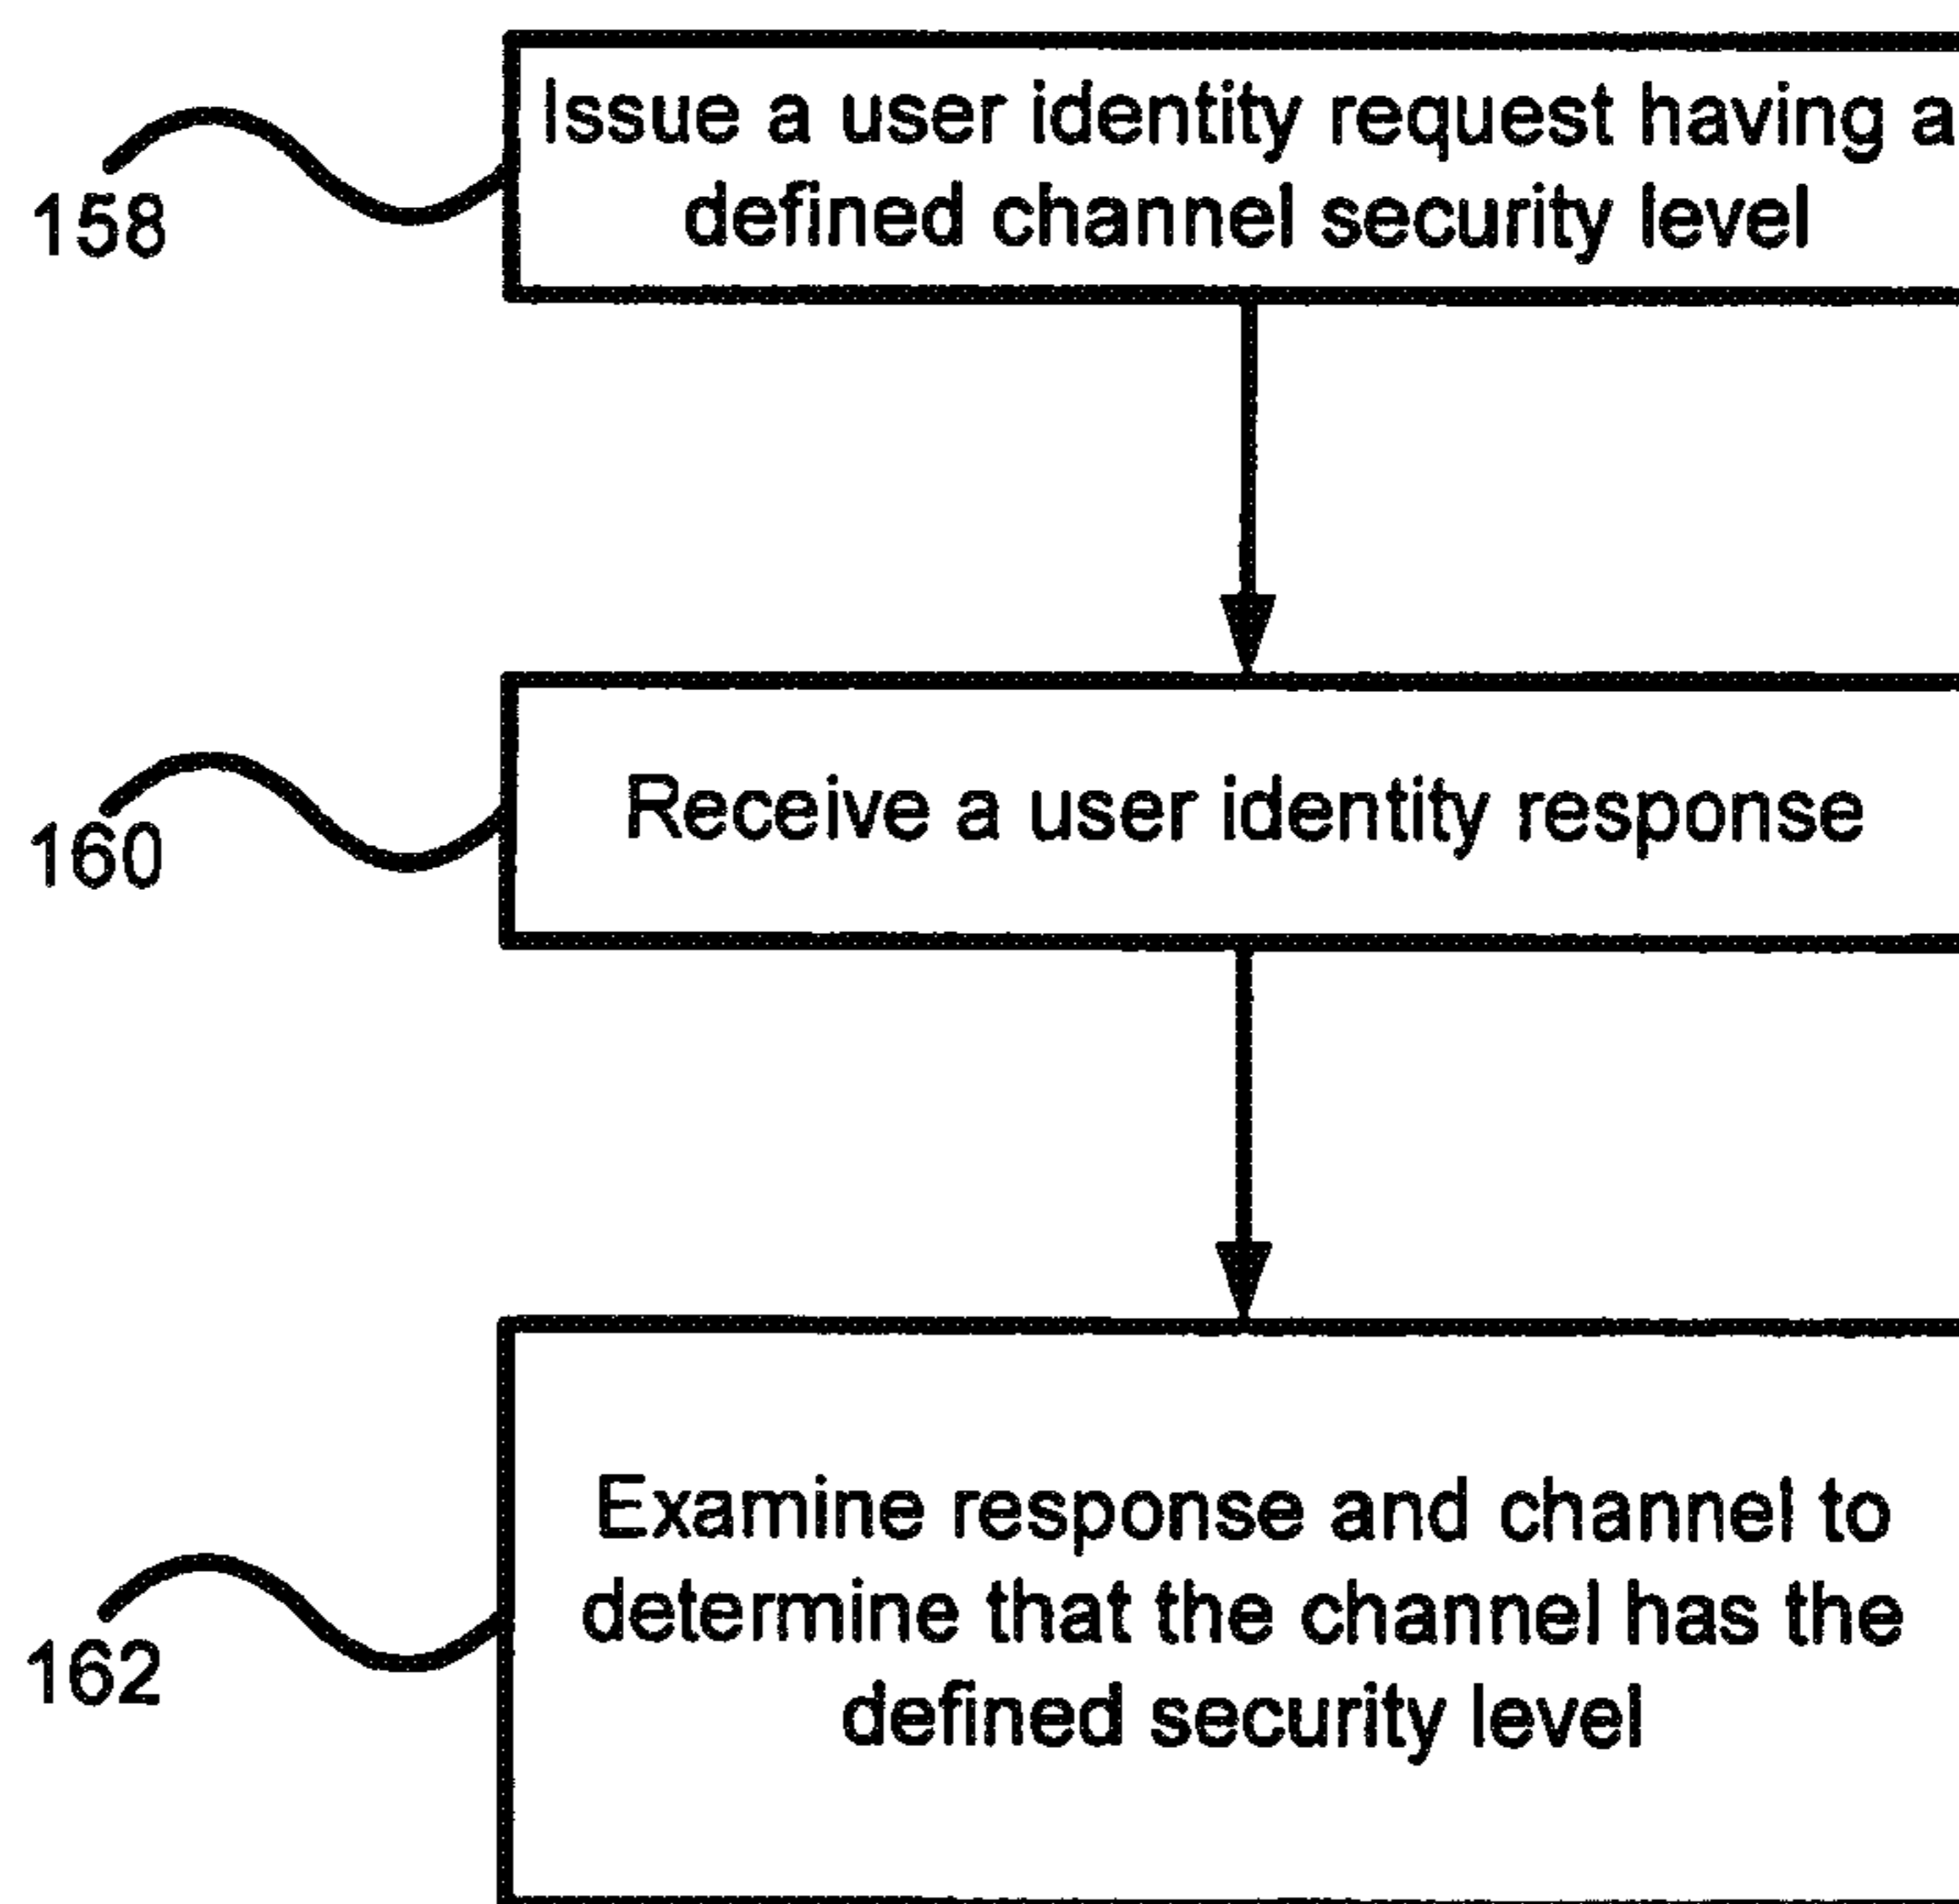 Issue a user identity request having a
defined channel security level
158
Receive a user identity response
160
Examine response and channel to
determine that the channel has the
defined security level
162